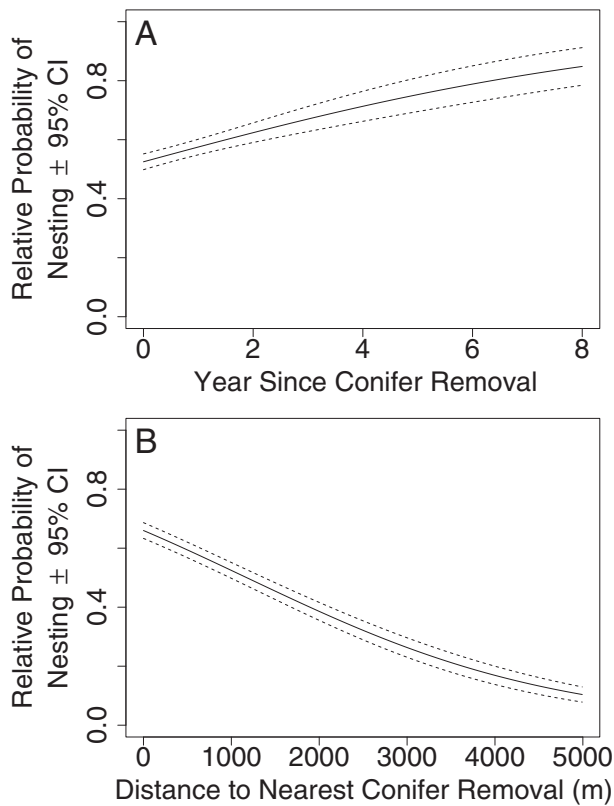 A
Relative Probability of
Nesting ± 95% CI
0.0
0.4
0.8
0 2 4 6 8
Year Since Conifer Removal
B
Relative Probability of
Nesting ± 95% CI
0.0
0.4
0.8
0 1000 2000 3000 4000 5000
Distance to Nearest Conifer Removal (m)